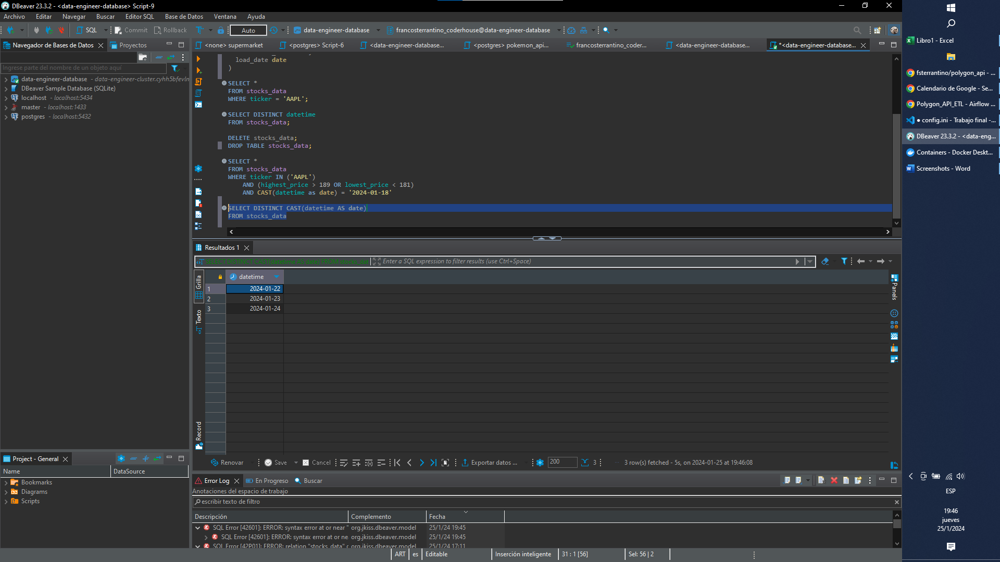 DBeaver 23.3.2 - <data-engineer-database> Script-9
Archivo Editar Navegar Buscar Editor SQL Base de Datos Ventana Ayuda
SQL Commit Rollback Auto data-engineer-database francosterrantino_coderhouse@data-engineer-database
Navegador de Bases de Datos Proyectos
Ingrese parte del nombre de un objeto aquí
data-engineer-database - data-engineer-cluster.cyhh5bfevln
DBeaver Sample Database (SQLite)
localhost - localhost:5434
master - localhost:1433
postgres - localhost:5432
<none> supermarket <postgres> Script-6 <data-engineer-database... <postgres> pokemon_api... francosterrantino_coder... <data-engineer-database... *<data-engineer-database...
load_date date
)
SELECT *
FROM stocks_data
WHERE ticker = 'AAPL';
SELECT DISTINCT datetime
FROM stocks_data;
DELETE stocks_data;
DROP TABLE stocks_data;
SELECT *
FROM stocks_data
WHERE ticker IN ('AAPL')
AND (highest_price > 189 OR lowest_price < 181)
AND CAST(datetime as date) = '2024-01-18'
SELECT DISTINCT CAST(datetime AS date)
FROM stocks_data
Resultados 1
SELECT DISTINCT CAST(datetime AS date) FROM stocks_dat Enter a SQL expression to filter results (use Ctrl+Space)
Grilla
Texto
Record
datetime
1 2024-01-22
2 2024-01-23
3 2024-01-24
Panels
Renovar Save Cancel Exportar datos ... 200 3 3 row(s) fetched - 5s, on 2024-01-25 at 19:46:08
Project - General
Name DataSource
Bookmarks
Diagrams
Scripts
Error Log En Progreso Buscar
Anotaciones del espacio de trabajo
escribir texto de filtro
Descripción Complemento Fecha
SQL Error [42601]: ERROR: syntax error at or near " org.jkiss.dbeaver.model 25/1/24 19:45
SQL Error [42601]: ERROR: syntax error at or ne org.jkiss.dbeaver.model 25/1/24 19:45
SQL Error [42P01]: ERROR: relation "stocks_data" org.jkiss.dbeaver.model 25/1/24 17:11
ART es Editable Inserción inteligente 31 : 1 [56] Sel: 56 | 2
Libro1 - Excel
fsterrantino/polygon_api - ...
Calendario de Google - Se...
Polygon_API_ETL - Airflow ...
● config.ini - Trabajo final -...
DBeaver 23.3.2 - <data-eng...
Containers - Docker Deskt...
Screenshots - Word
ESP
19:46
jueves
25/1/2024